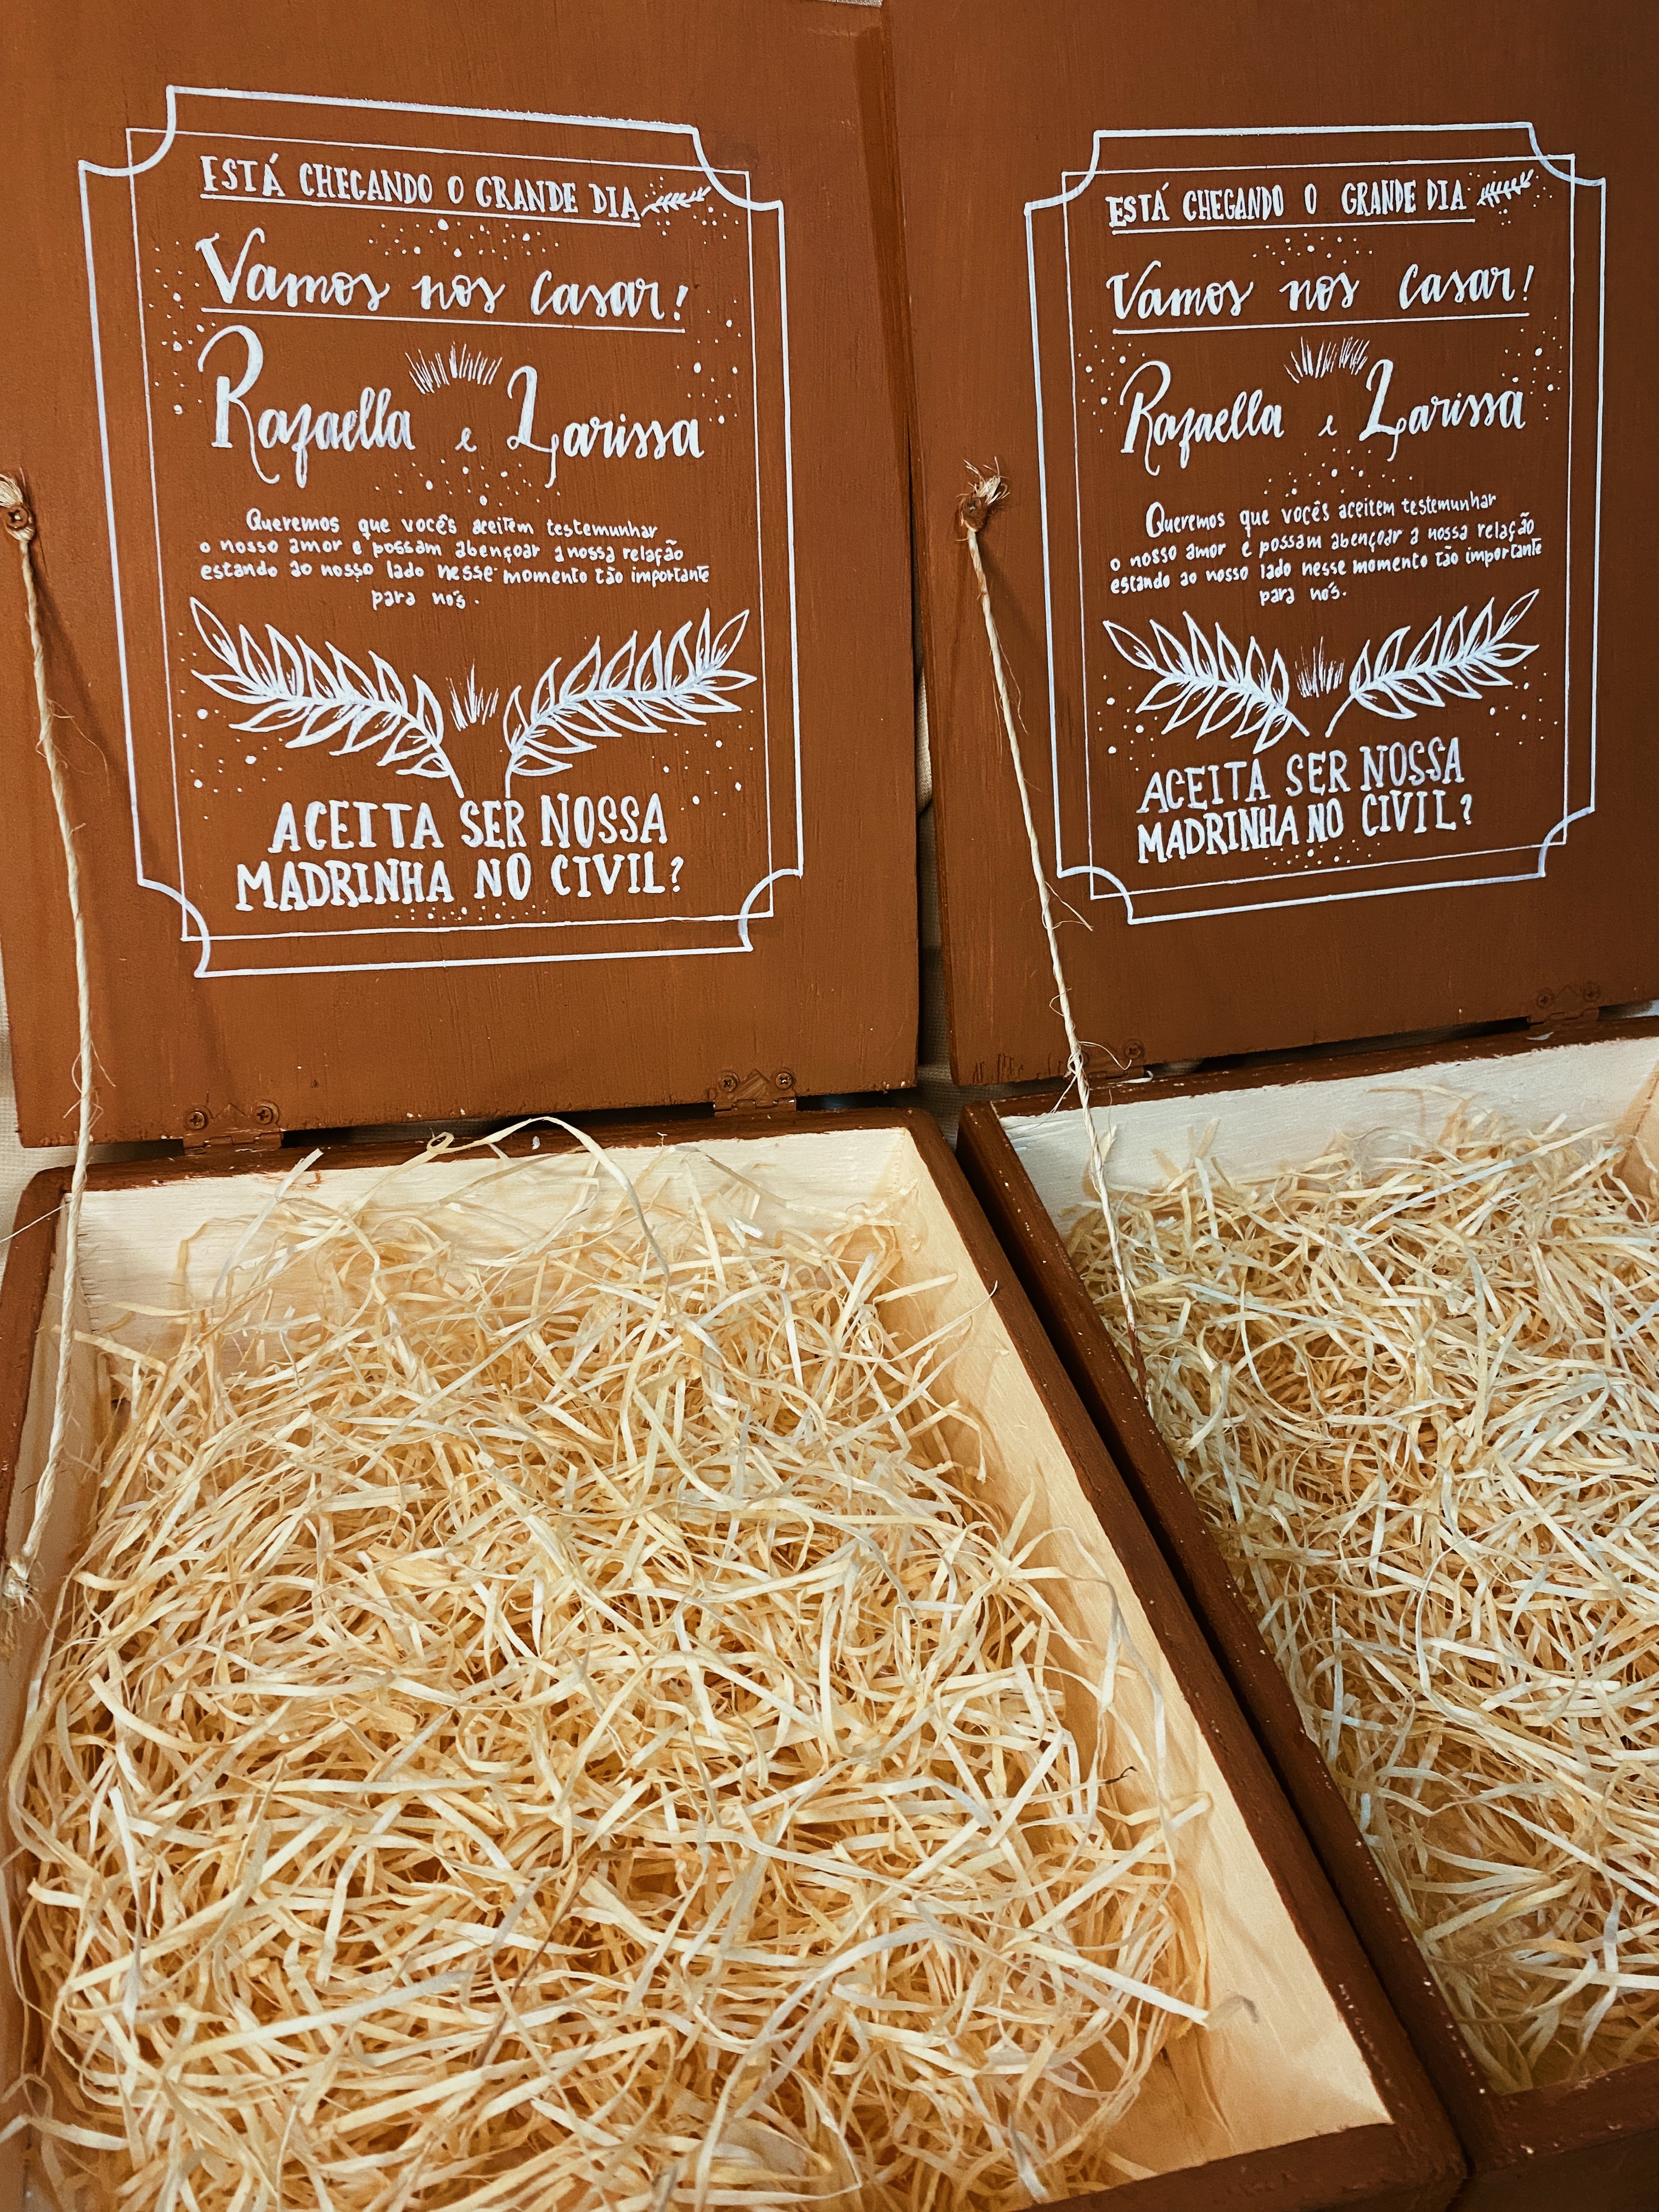 ESTÁ CHEGANDO O GRANDE DIA
Vamos nos casar!
Rafaella e Larissa
Queremos que vocês aceitem testemunhar
o nosso amor e possam abençoar a nossa relação
estando ao nosso lado nesse momento tão importante
para nós.
ACEITA SER NOSSA
MADRINHA NO CIVIL?
ESTÁ CHEGANDO O GRANDE DIA
Vamos nos casar!
Rafaella e Larissa
Queremos que vocês aceitem testemunhar
o nosso amor e possam abençoar a nossa relação
estando ao nosso lado nesse momento tão importante
para nós.
ACEITA SER NOSSA
MADRINHA NO CIVIL?